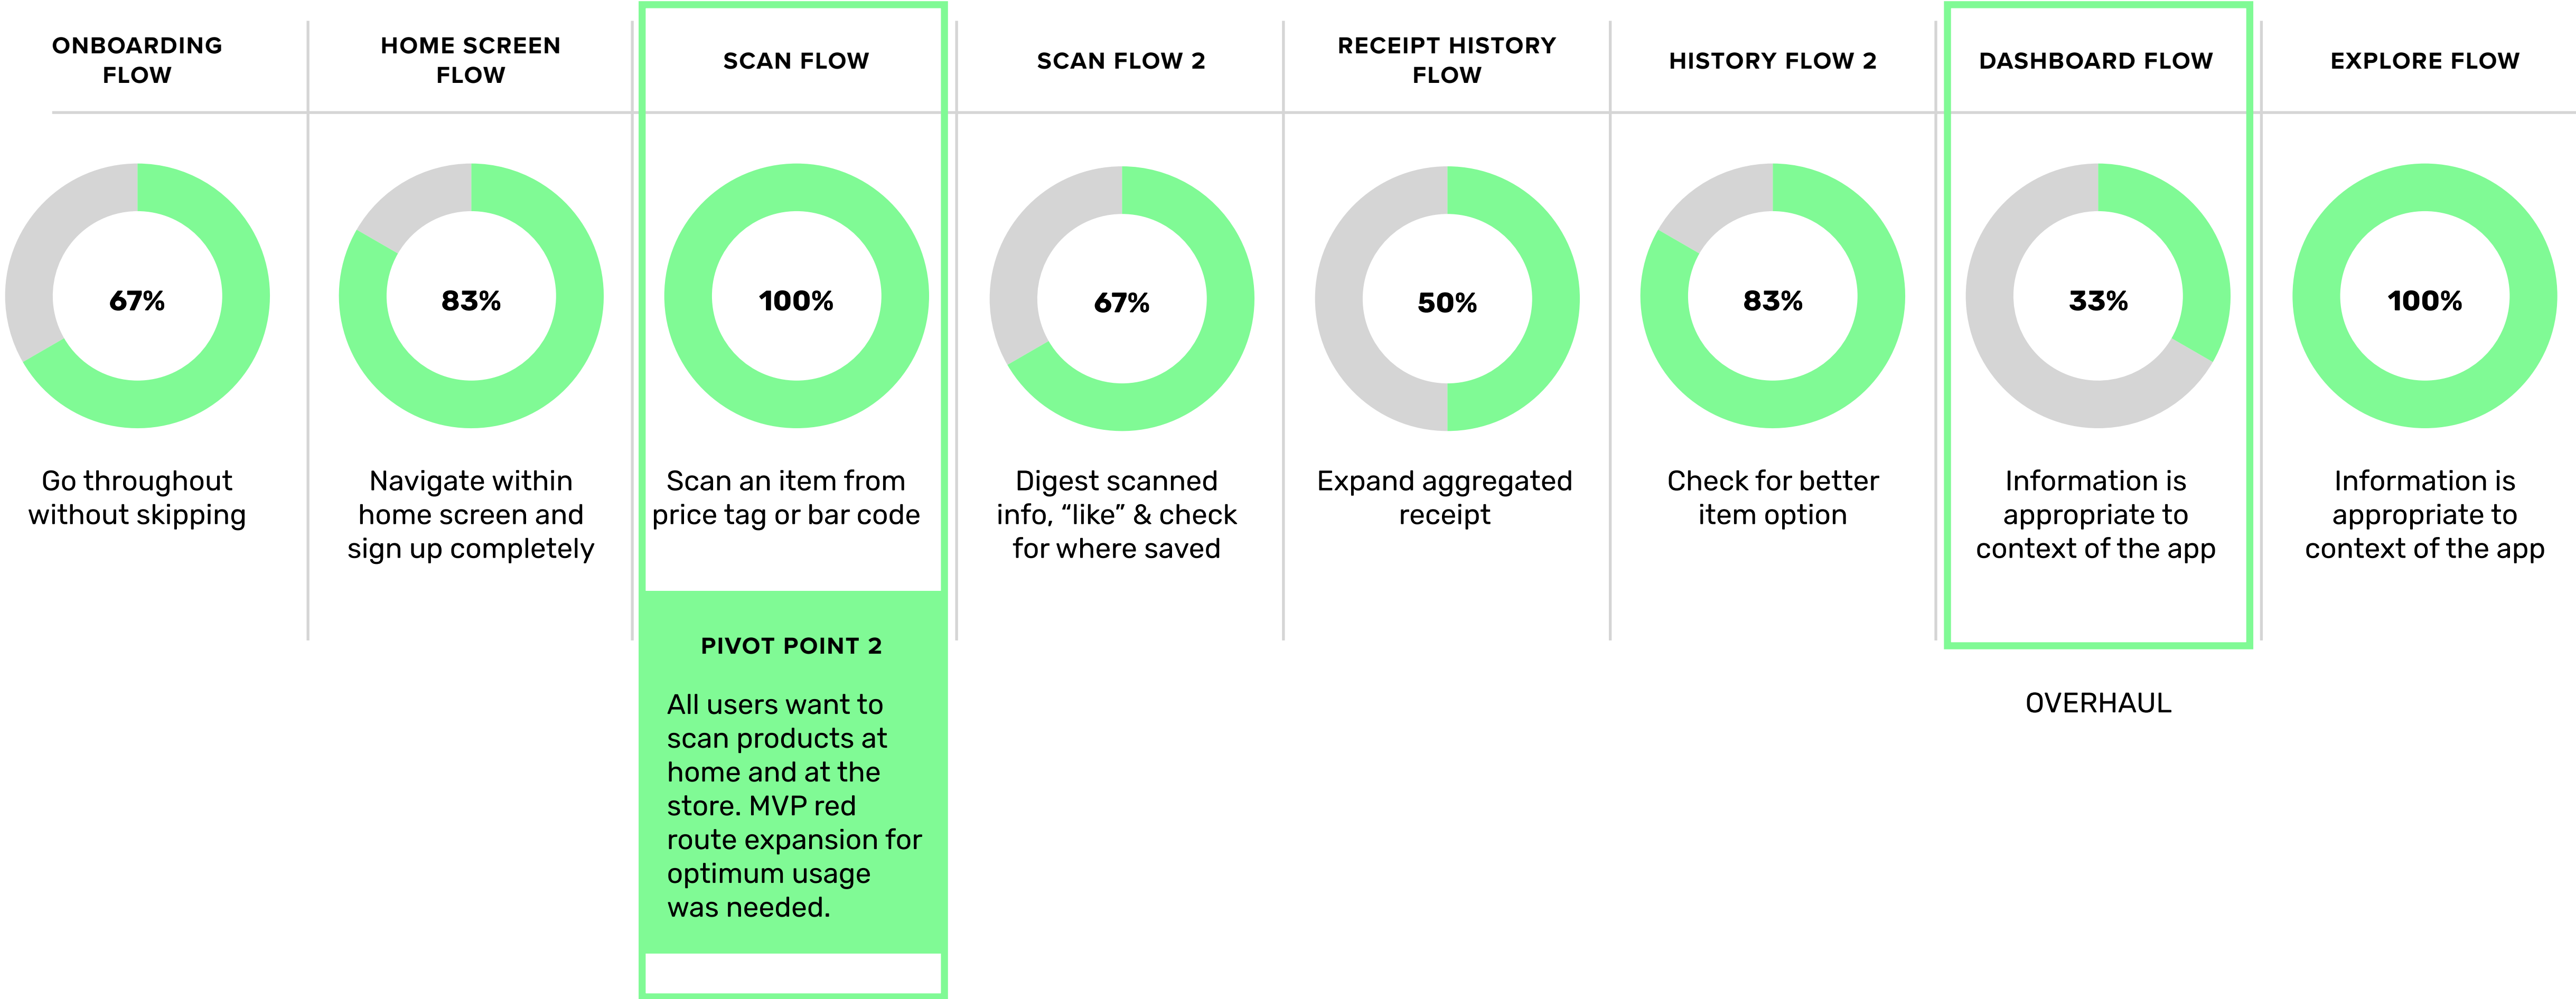 ONBOARDING
FLOW
HOME SCREEN
FLOW
SCAN FLOW
SCAN FLOW 2
RECEIPT HISTORY
FLOW
HISTORY FLOW 2
DASHBOARD FLOW
EXPLORE FLOW
67%
83%
100%
67%
50%
83%
33%
100%
Go throughout
without skipping
Navigate within
home screen and
sign up completely
Scan an item from
price tag or bar code
Digest scanned
info, “like” & check
for where saved
Expand aggregated
receipt
Check for better
item option
Information is
appropriate to
context of the app
Information is
appropriate to
context of the app
PIVOT POINT 2
All users want to
scan products at
home and at the
store. MVP red
route expansion for
optimum usage
was needed.
OVERHAUL